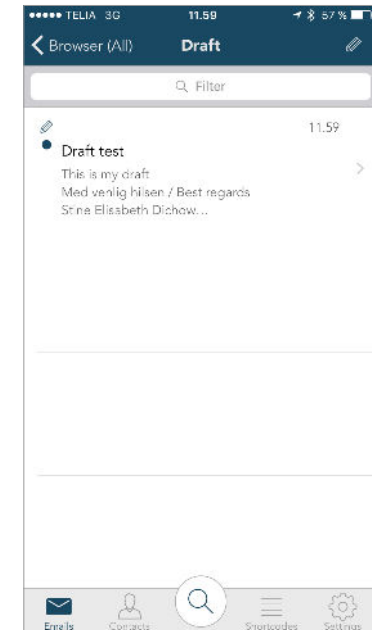 TELIA 3G 11.59 57 %
Browser (All) Draft
Filter
11.59
Draft test
This is my draft
Med venlig hilsen / Best regards
Stine Elisabeth Dichow...
Emails Contacts Shortcodes Settings